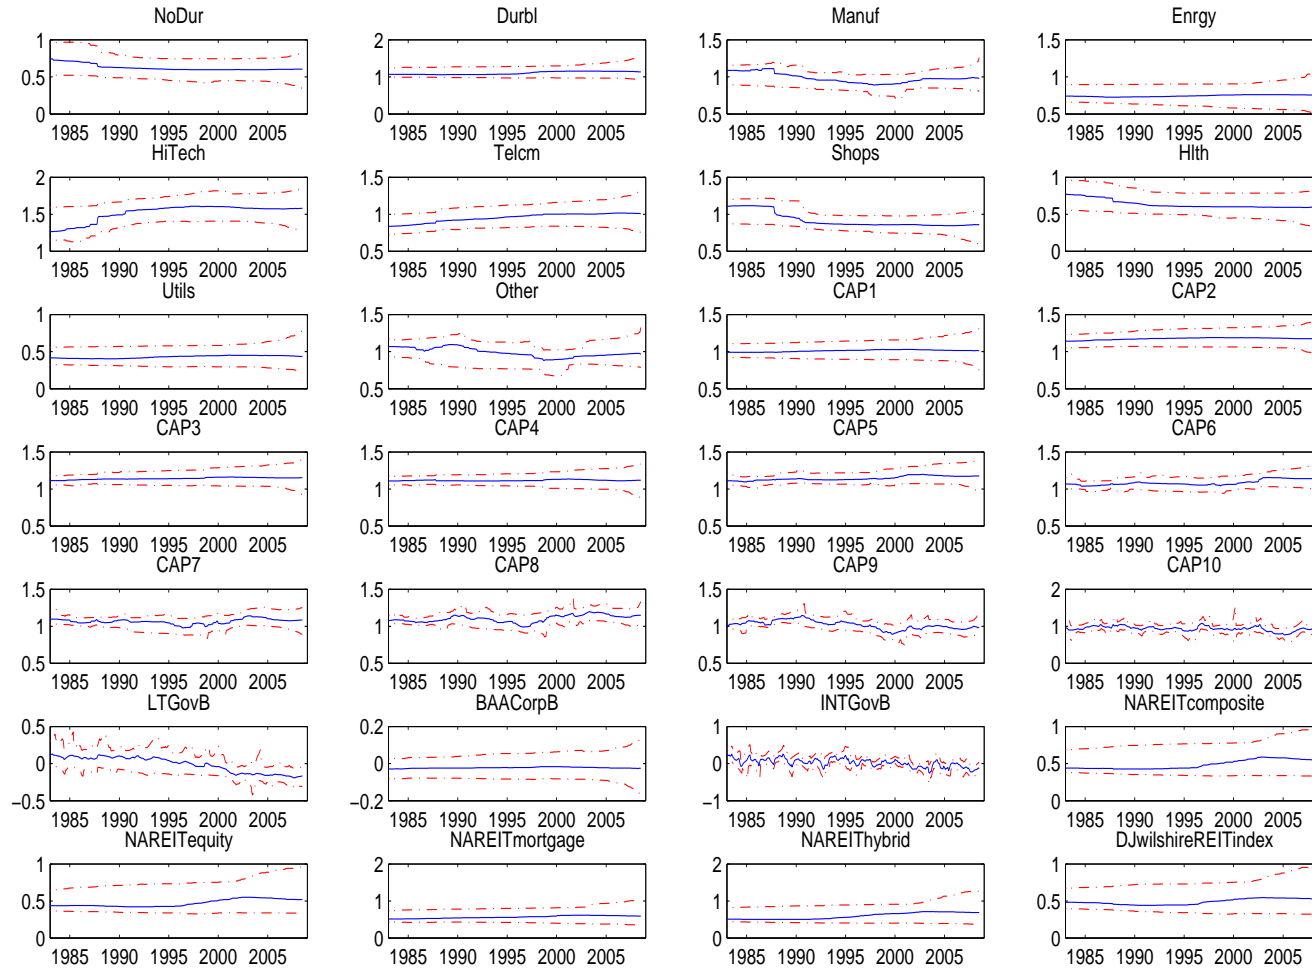 NoDur
1
0.5
0
1985 1990 1995 2000 2005
Durbl
2
1
0
1985 1990 1995 2000 2005
Manuf
1.5
1
0.5
1985 1990 1995 2000 2005
Enrgy
1.5
1
0.5
1985 1990 1995 2000 2005
HiTech
2
1.5
1
1985 1990 1995 2000 2005
Telcm
1.5
1
0.5
1985 1990 1995 2000 2005
Shops
1.5
1
0.5
1985 1990 1995 2000 2005
Hlth
1
0.5
0
1985 1990 1995 2000 2005
Utils
1
0.5
0
1985 1990 1995 2000 2005
Other
1.5
1
0.5
1985 1990 1995 2000 2005
CAP1
1.5
1
0.5
1985 1990 1995 2000 2005
CAP2
1.5
1
0.5
1985 1990 1995 2000 2005
CAP3
1.5
1
0.5
1985 1990 1995 2000 2005
CAP4
1.5
1
0.5
1985 1990 1995 2000 2005
CAP5
1.5
1
0.5
1985 1990 1995 2000 2005
CAP6
1.5
1
0.5
1985 1990 1995 2000 2005
CAP7
1.5
1
0.5
1985 1990 1995 2000 2005
CAP8
1.5
1
0.5
1985 1990 1995 2000 2005
CAP9
1.5
1
0.5
1985 1990 1995 2000 2005
CAP10
2
1
0
1985 1990 1995 2000 2005
LTGovB
0.5
0
−0.5
1985 1990 1995 2000 2005
BAACorpB
0.2
0
−0.2
1985 1990 1995 2000 2005
INTGovB
1
0
−1
1985 1990 1995 2000 2005
NAREITcomposite
1
0.5
0
1985 1990 1995 2000 2005
NAREITequity
1
0.5
0
1985 1990 1995 2000 2005
NAREITmortgage
2
1
0
1985 1990 1995 2000 2005
NAREIThybrid
2
1
0
1985 1990 1995 2000 2005
DJwilshireREITindex
1
0.5
0
1985 1990 1995 2000 2005